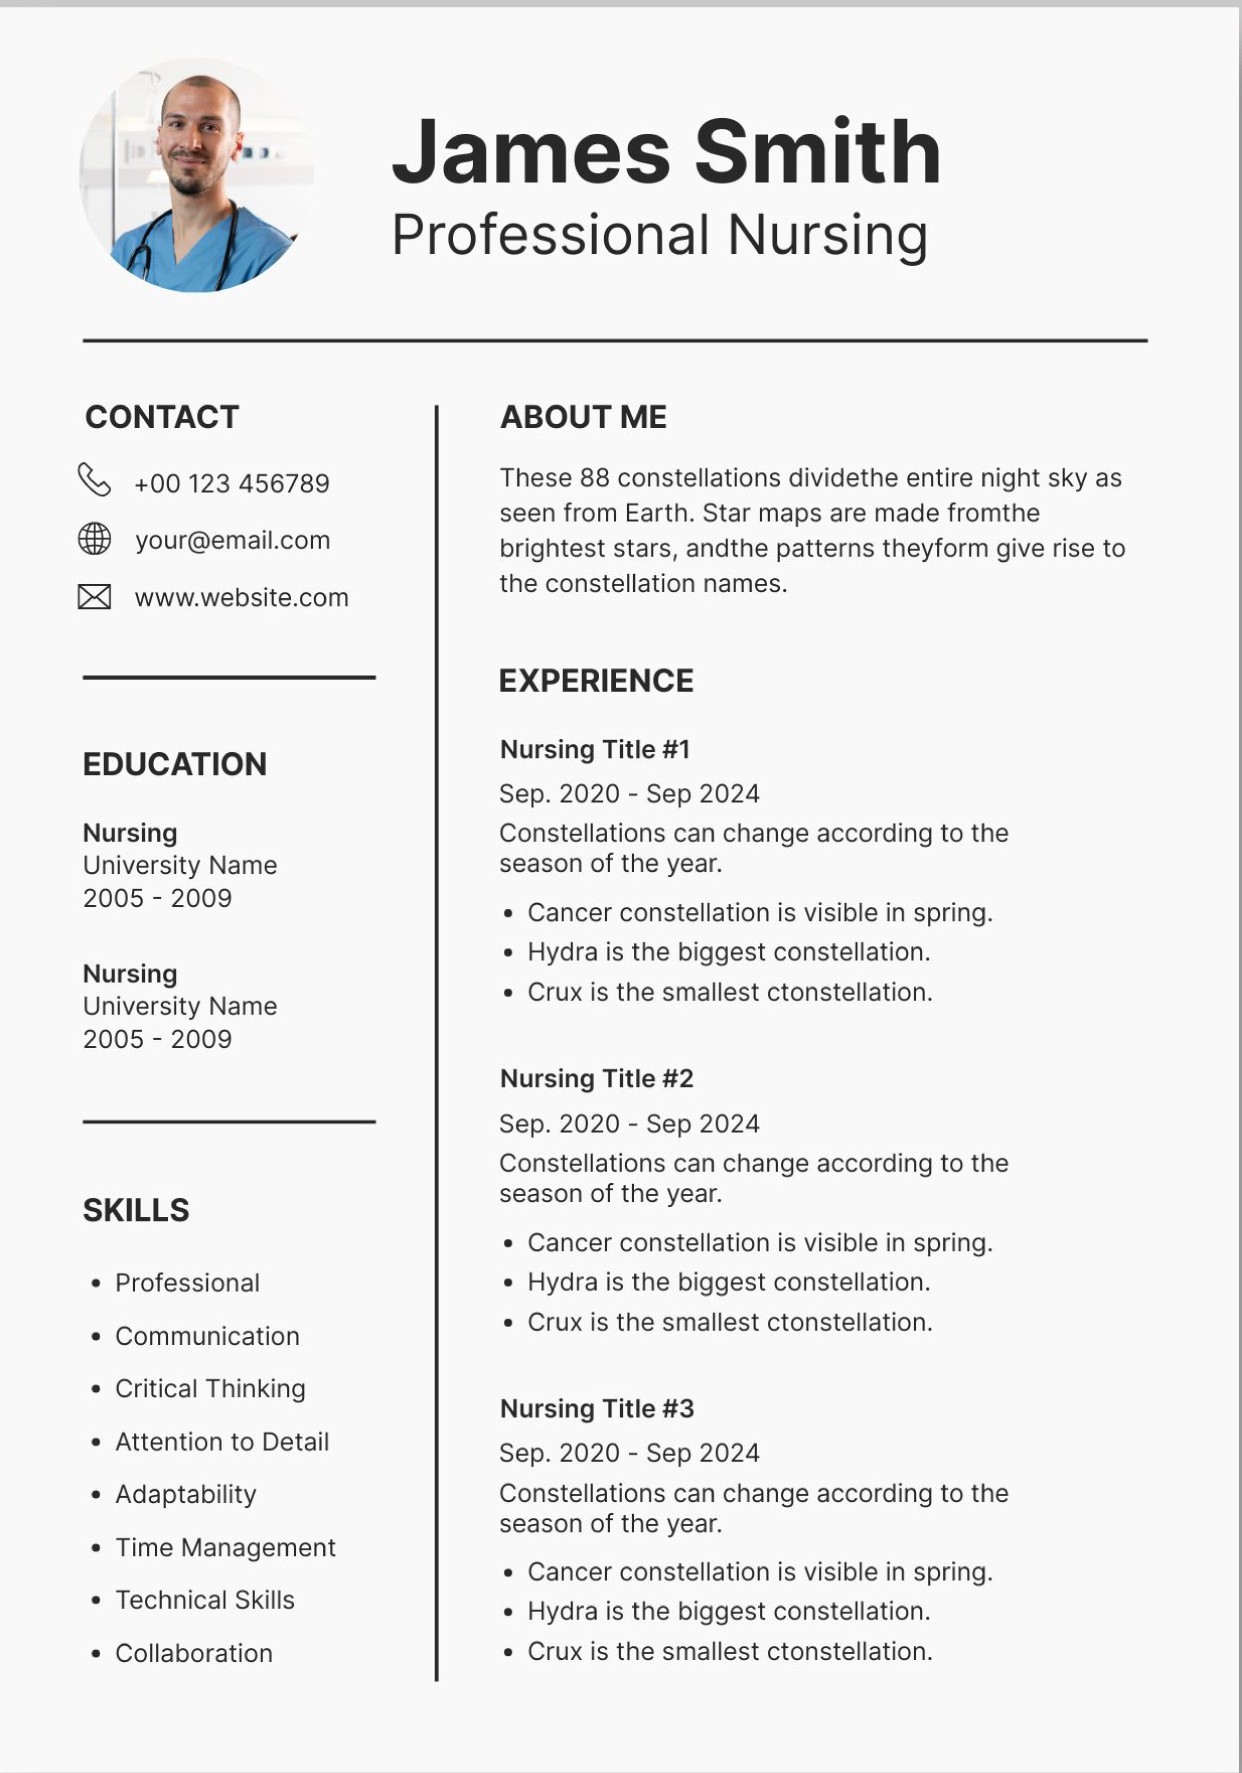 James Smith
Professional Nursing
CONTACT
+00 123 456789
your@email.com
www.website.com
EDUCATION
Nursing
University Name
2005 - 2009
Nursing
University Name
2005 - 2009
SKILLS
• Professional
• Communication
• Critical Thinking
• Attention to Detail
• Adaptability
• Time Management
• Technical Skills
• Collaboration
ABOUT ME
These 88 constellations dividethe entire night sky as
seen from Earth. Star maps are made fromthe
brightest stars, andthe patterns theyform give rise to
the constellation names.
EXPERIENCE
Nursing Title #1
Sep. 2020 - Sep 2024
Constellations can change according to the
season of the year.
• Cancer constellation is visible in spring.
• Hydra is the biggest constellation.
• Crux is the smallest ctonstellation.
Nursing Title #2
Sep. 2020 - Sep 2024
Constellations can change according to the
season of the year.
• Cancer constellation is visible in spring.
• Hydra is the biggest constellation.
• Crux is the smallest ctonstellation.
Nursing Title #3
Sep. 2020 - Sep 2024
Constellations can change according to the
season of the year.
• Cancer constellation is visible in spring.
• Hydra is the biggest constellation.
• Crux is the smallest ctonstellation.